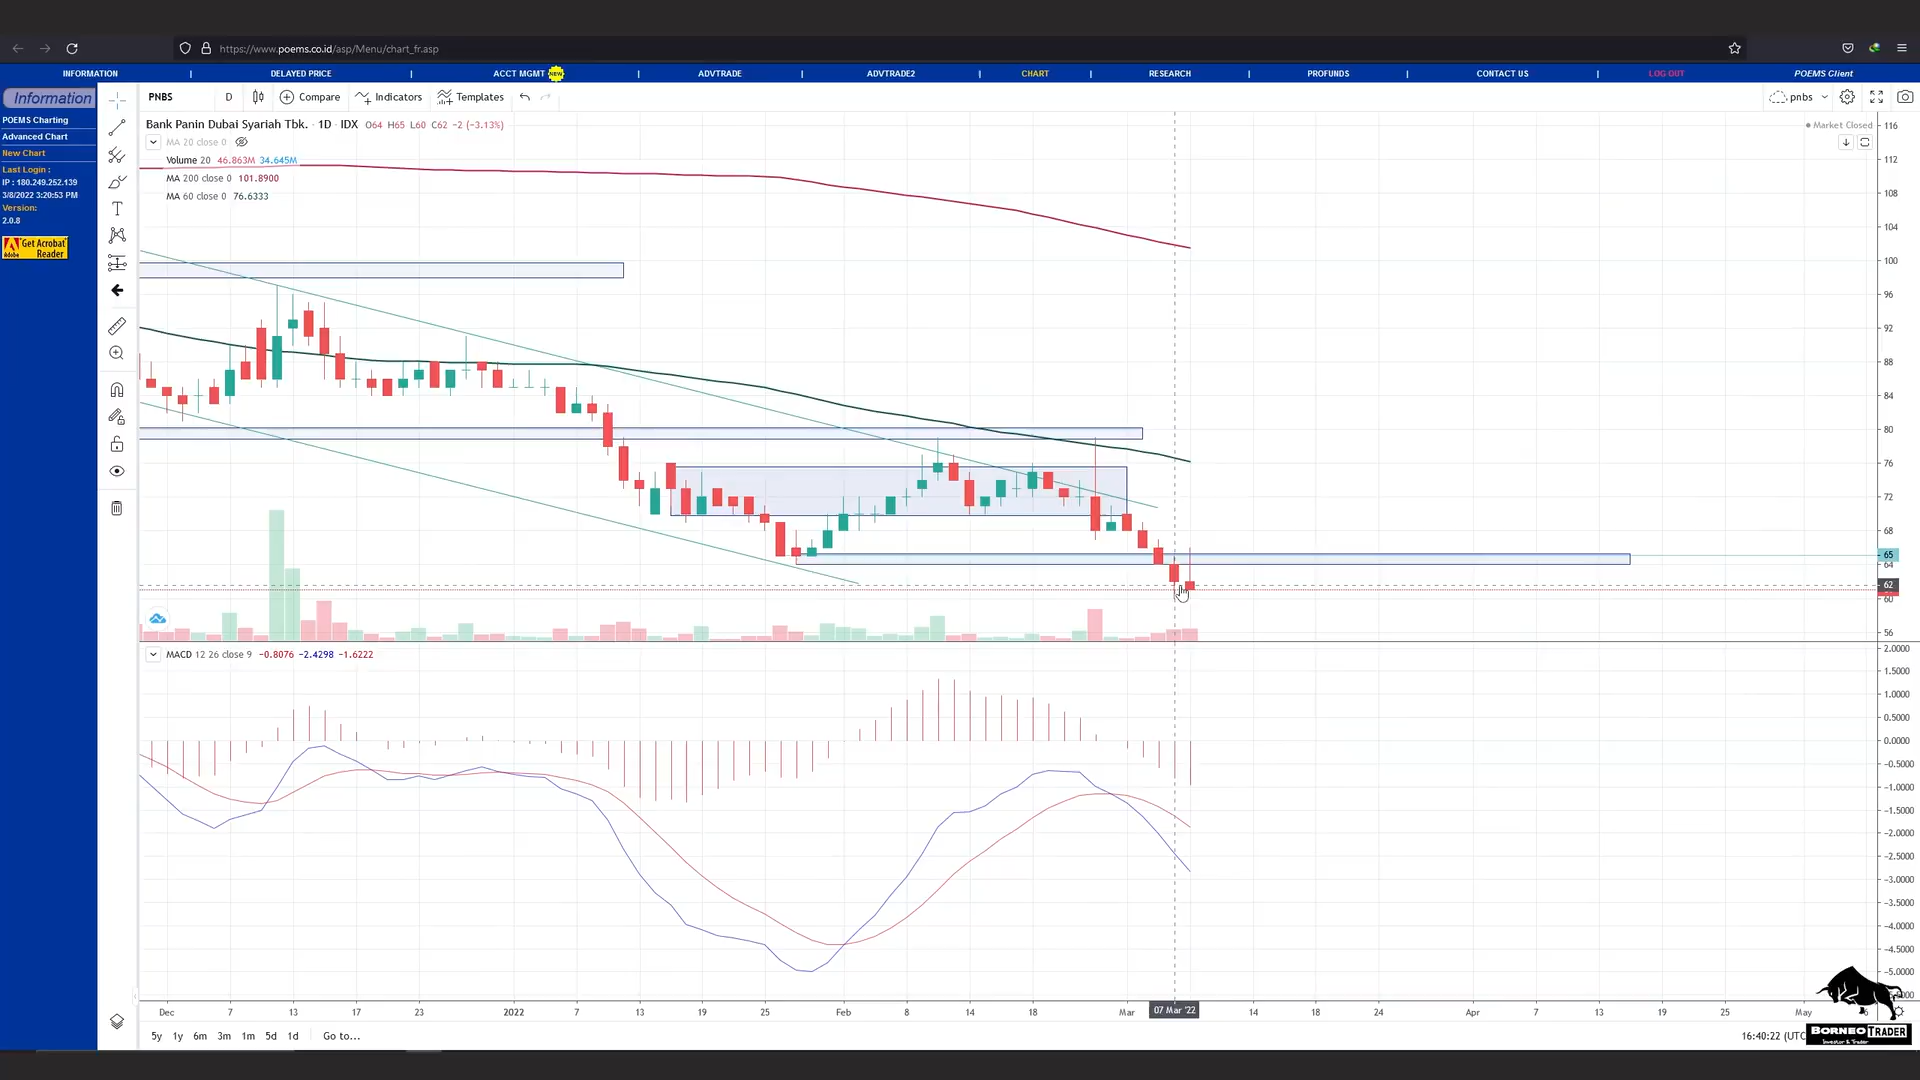 https://www.poems.co.id/asp/Menu/chart_fr.asp
INFORMATION | DELAYED PRICE | ACCT MGMT NEW | ADVTRADE | ADVTRADE2 | CHART | RESEARCH | PROFUNDS | CONTACT US | LOG OUT POEMS Client
Information
POEMS Charting
Advanced Chart
New Chart
Last Login :
IP : 180.249.252.139
3/8/2022 3:20:53 PM
Version:
2.0.8
Get Acrobat
Reader
Adobe
PNBS D Compare Indicators Templates pnbs
Bank Panin Dubai Syariah Tbk. · 1D · IDX O64 H65 L60 C62 −2 (−3.13%)
Market Closed
MA 20 close 0
Volume 20 46.863M 34.645M
MA 200 close 0 101.8900
MA 60 close 0 76.6333
116
112
108
104
100
96
92
88
84
80
76
72
68
65
64
62
60
56
MACD 12 26 close 9 −0.8076 −2.4298 −1.6222
2.0000
1.5000
1.0000
0.5000
0.0000
−0.5000
−1.0000
−1.5000
−2.0000
−2.5000
−3.0000
−3.5000
−4.0000
−4.5000
−5.0000
Dec 7 13 17 23 2022 7 13 19 25 Feb 8 14 18 Mar 07 Mar '22 14 18 24 Apr 7 13 19 25 May 6
5y 1y 6m 3m 1m 5d 1d Go to...
16:40:22 (UTC
BORNEO TRADER
Investor & Trader